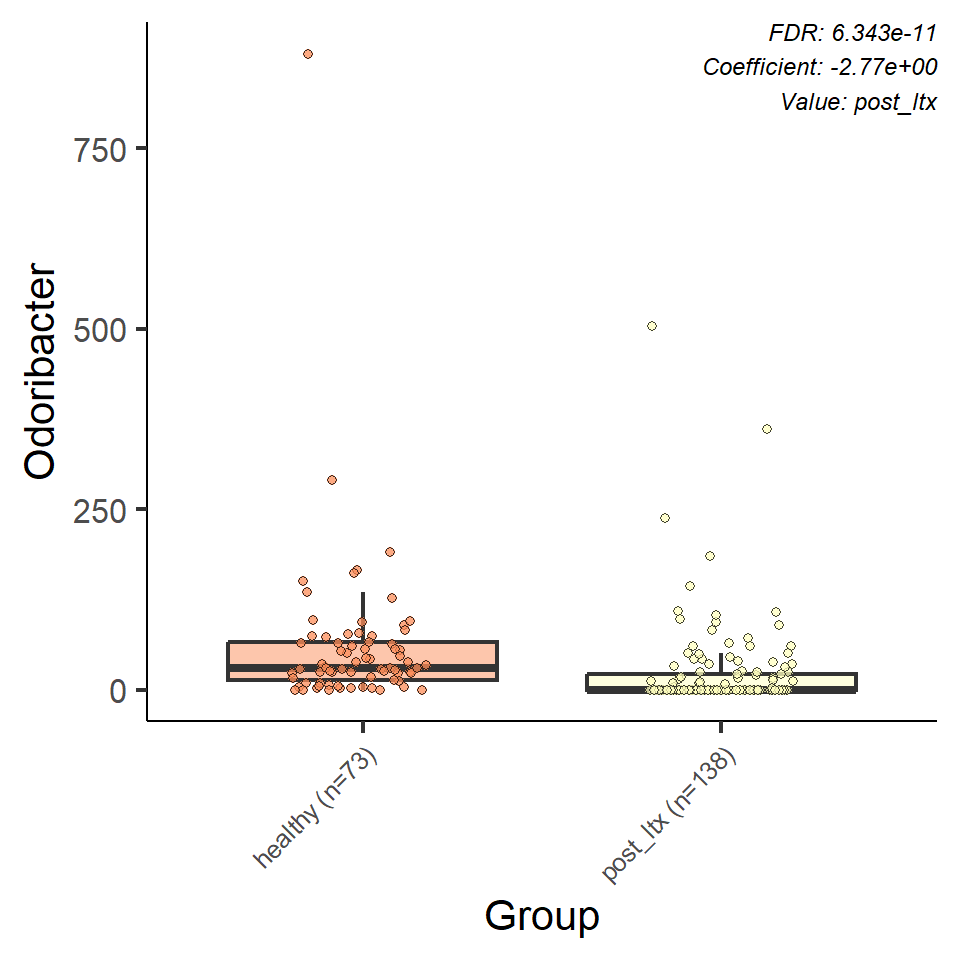 FDR: 6.343e-11
Coefficient: -2.77e+00
Value: post_ltx
Odoribacter
750
500
250
0
healthy (n=73)
post_ltx (n=138)
Group